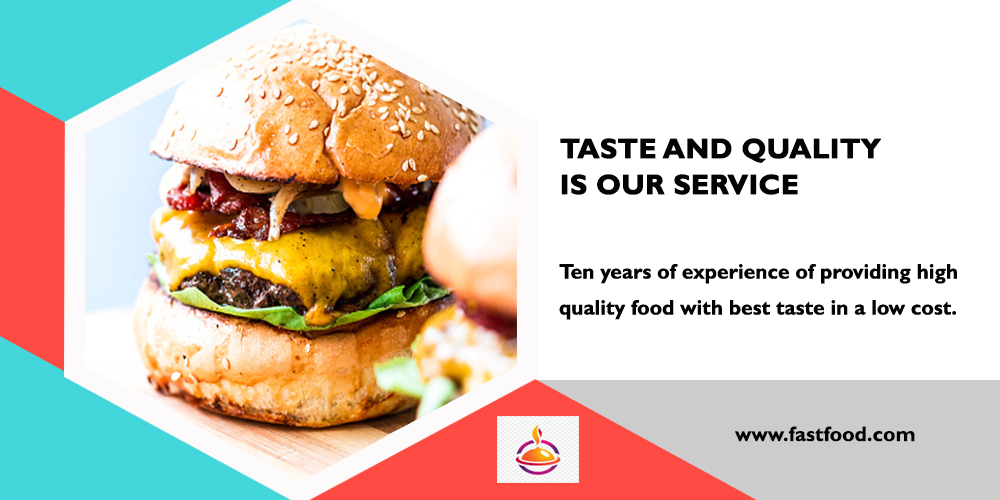 TASTE AND QUALITY
IS OUR SERVICE
Ten years of experience of providing high
quality food with best taste in a low cost.
www.fastfood.com